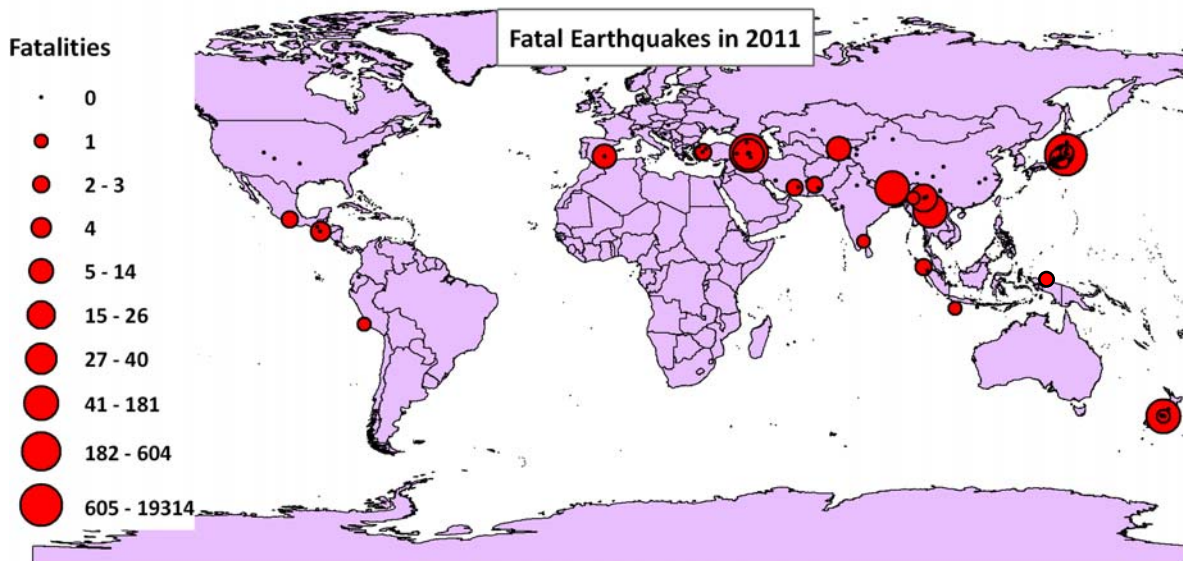 Fatal Earthquakes in 2011
Fatalities
0
1
2 - 3
4
5 - 14
15 - 26
27 - 40
41 - 181
182 - 604
605 - 19314